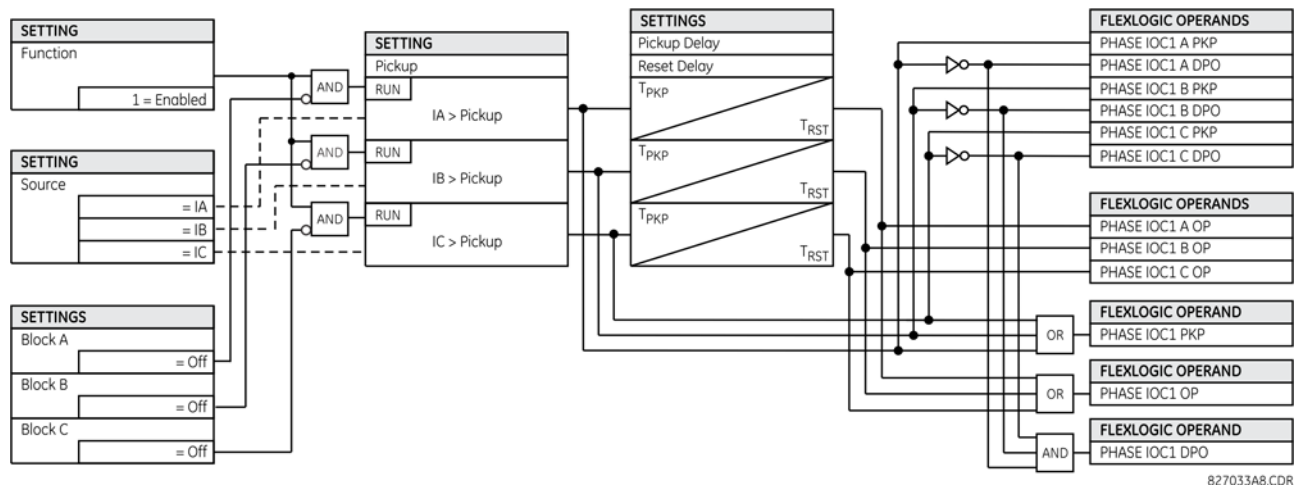 SETTING
Function
1 = Enabled
SETTING
Source
= IA
= IB
= IC
SETTINGS
Block A
= Off
Block B
= Off
Block C
= Off
AND
AND
AND
SETTING
Pickup
RUN
IA > Pickup
RUN
IB > Pickup
RUN
IC > Pickup
SETTINGS
Pickup Delay
Reset Delay
TPKP
TRST
TPKP
TRST
TPKP
TRST
FLEXLOGIC OPERANDS
PHASE IOC1 A PKP
PHASE IOC1 A DPO
PHASE IOC1 B PKP
PHASE IOC1 B DPO
PHASE IOC1 C PKP
PHASE IOC1 C DPO
FLEXLOGIC OPERANDS
PHASE IOC1 A OP
PHASE IOC1 B OP
PHASE IOC1 C OP
OR
FLEXLOGIC OPERAND
PHASE IOC1 PKP
OR
FLEXLOGIC OPERAND
PHASE IOC1 OP
AND
FLEXLOGIC OPERAND
PHASE IOC1 DPO
827033A8.CDR